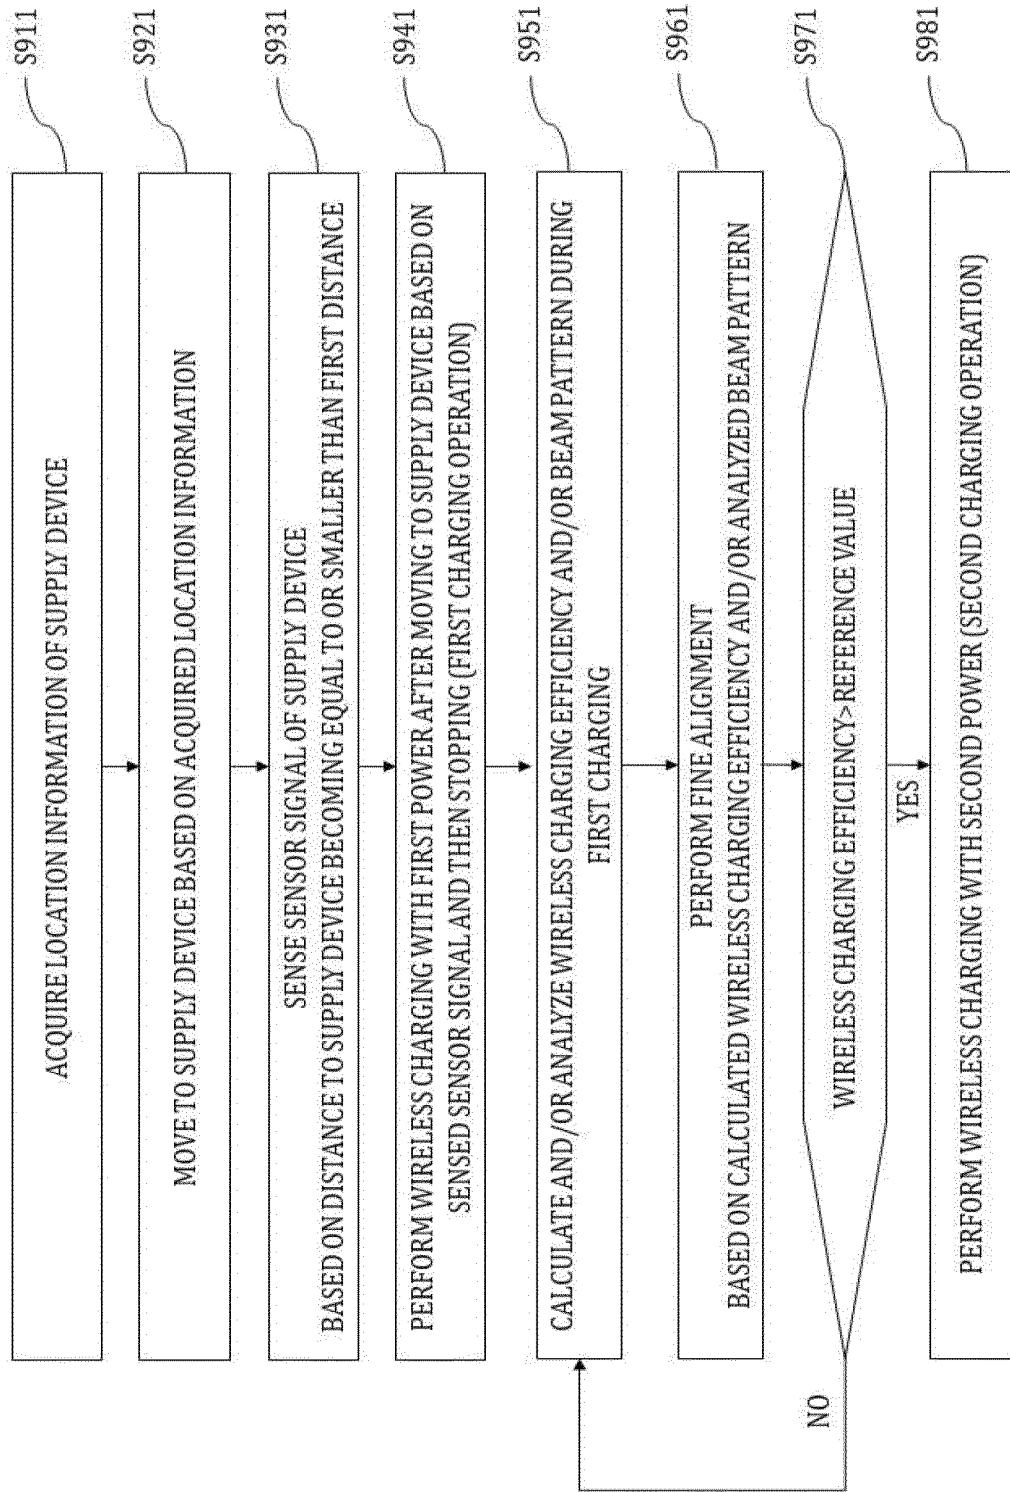 S911
ACQUIRE LOCATION INFORMATION OF SUPPLY DEVICE
S921
MOVE TO SUPPLY DEVICE BASED ON ACQUIRED LOCATION INFORMATION
S931
SENSE SENSOR SIGNAL OF SUPPLY DEVICE
BASED ON DISTANCE TO SUPPLY DEVICE BECOMING EQUAL TO OR SMALLER THAN FIRST DISTANCE
S941
PERFORM WIRELESS CHARGING WITH FIRST POWER AFTER MOVING TO SUPPLY DEVICE BASED ON
SENSED SENSOR SIGNAL AND THEN STOPPING (FIRST CHARGING OPERATION)
S951
CALCULATE AND/OR ANALYZE WIRELESS CHARGING EFFICIENCY AND/OR BEAM PATTERN DURING
FIRST CHARGING
S961
PERFORM FINE ALIGNMENT
BASED ON CALCULATED WIRELESS CHARGING EFFICIENCY AND/OR ANALYZED BEAM PATTERN
S971
WIRELESS CHARGING EFFICIENCY > REFERENCE VALUE
NO
YES
S981
PERFORM WIRELESS CHARGING WITH SECOND POWER (SECOND CHARGING OPERATION)